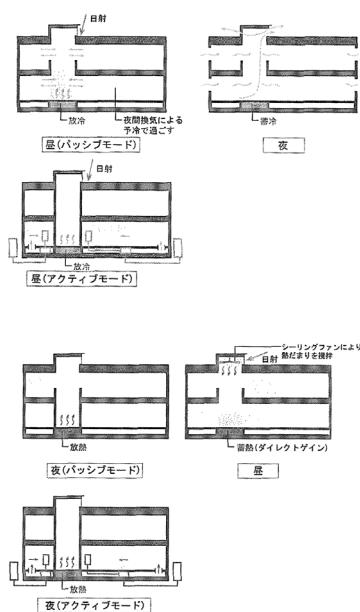 日射
放冷
夜間換気による
予冷で過ごす
昼(パッシブモード)
蓄冷
夜
日射
放冷
昼(アクティブモード)
シーリングファンにより
熱だまりを攪拌
日射
放熱
蓄熱(ダイレクトゲイン)
夜(パッシブモード)
昼
放熱
夜(アクティブモード)